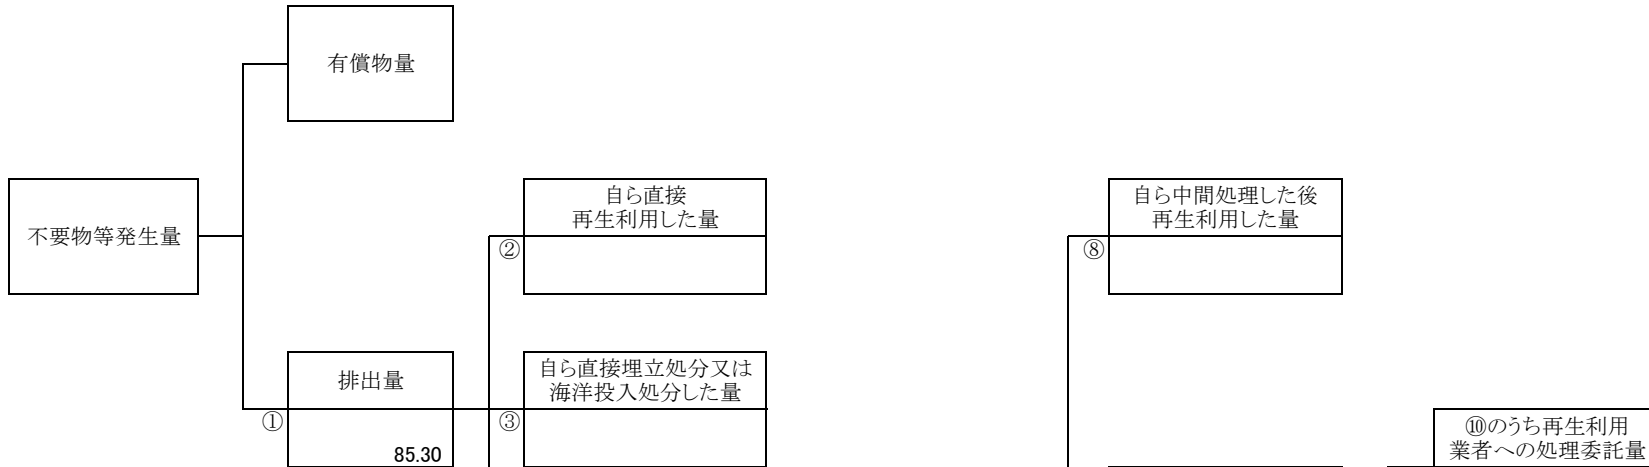 有償物量
不要物等発生量
自ら直接
再生利用した量
②
自ら中間処理した後
再生利用した量
⑧
排出量
①
85.30
自ら直接埋立処分又は
海洋投入処分した量
③
⑩のうち再生利用
業者への処理委託量